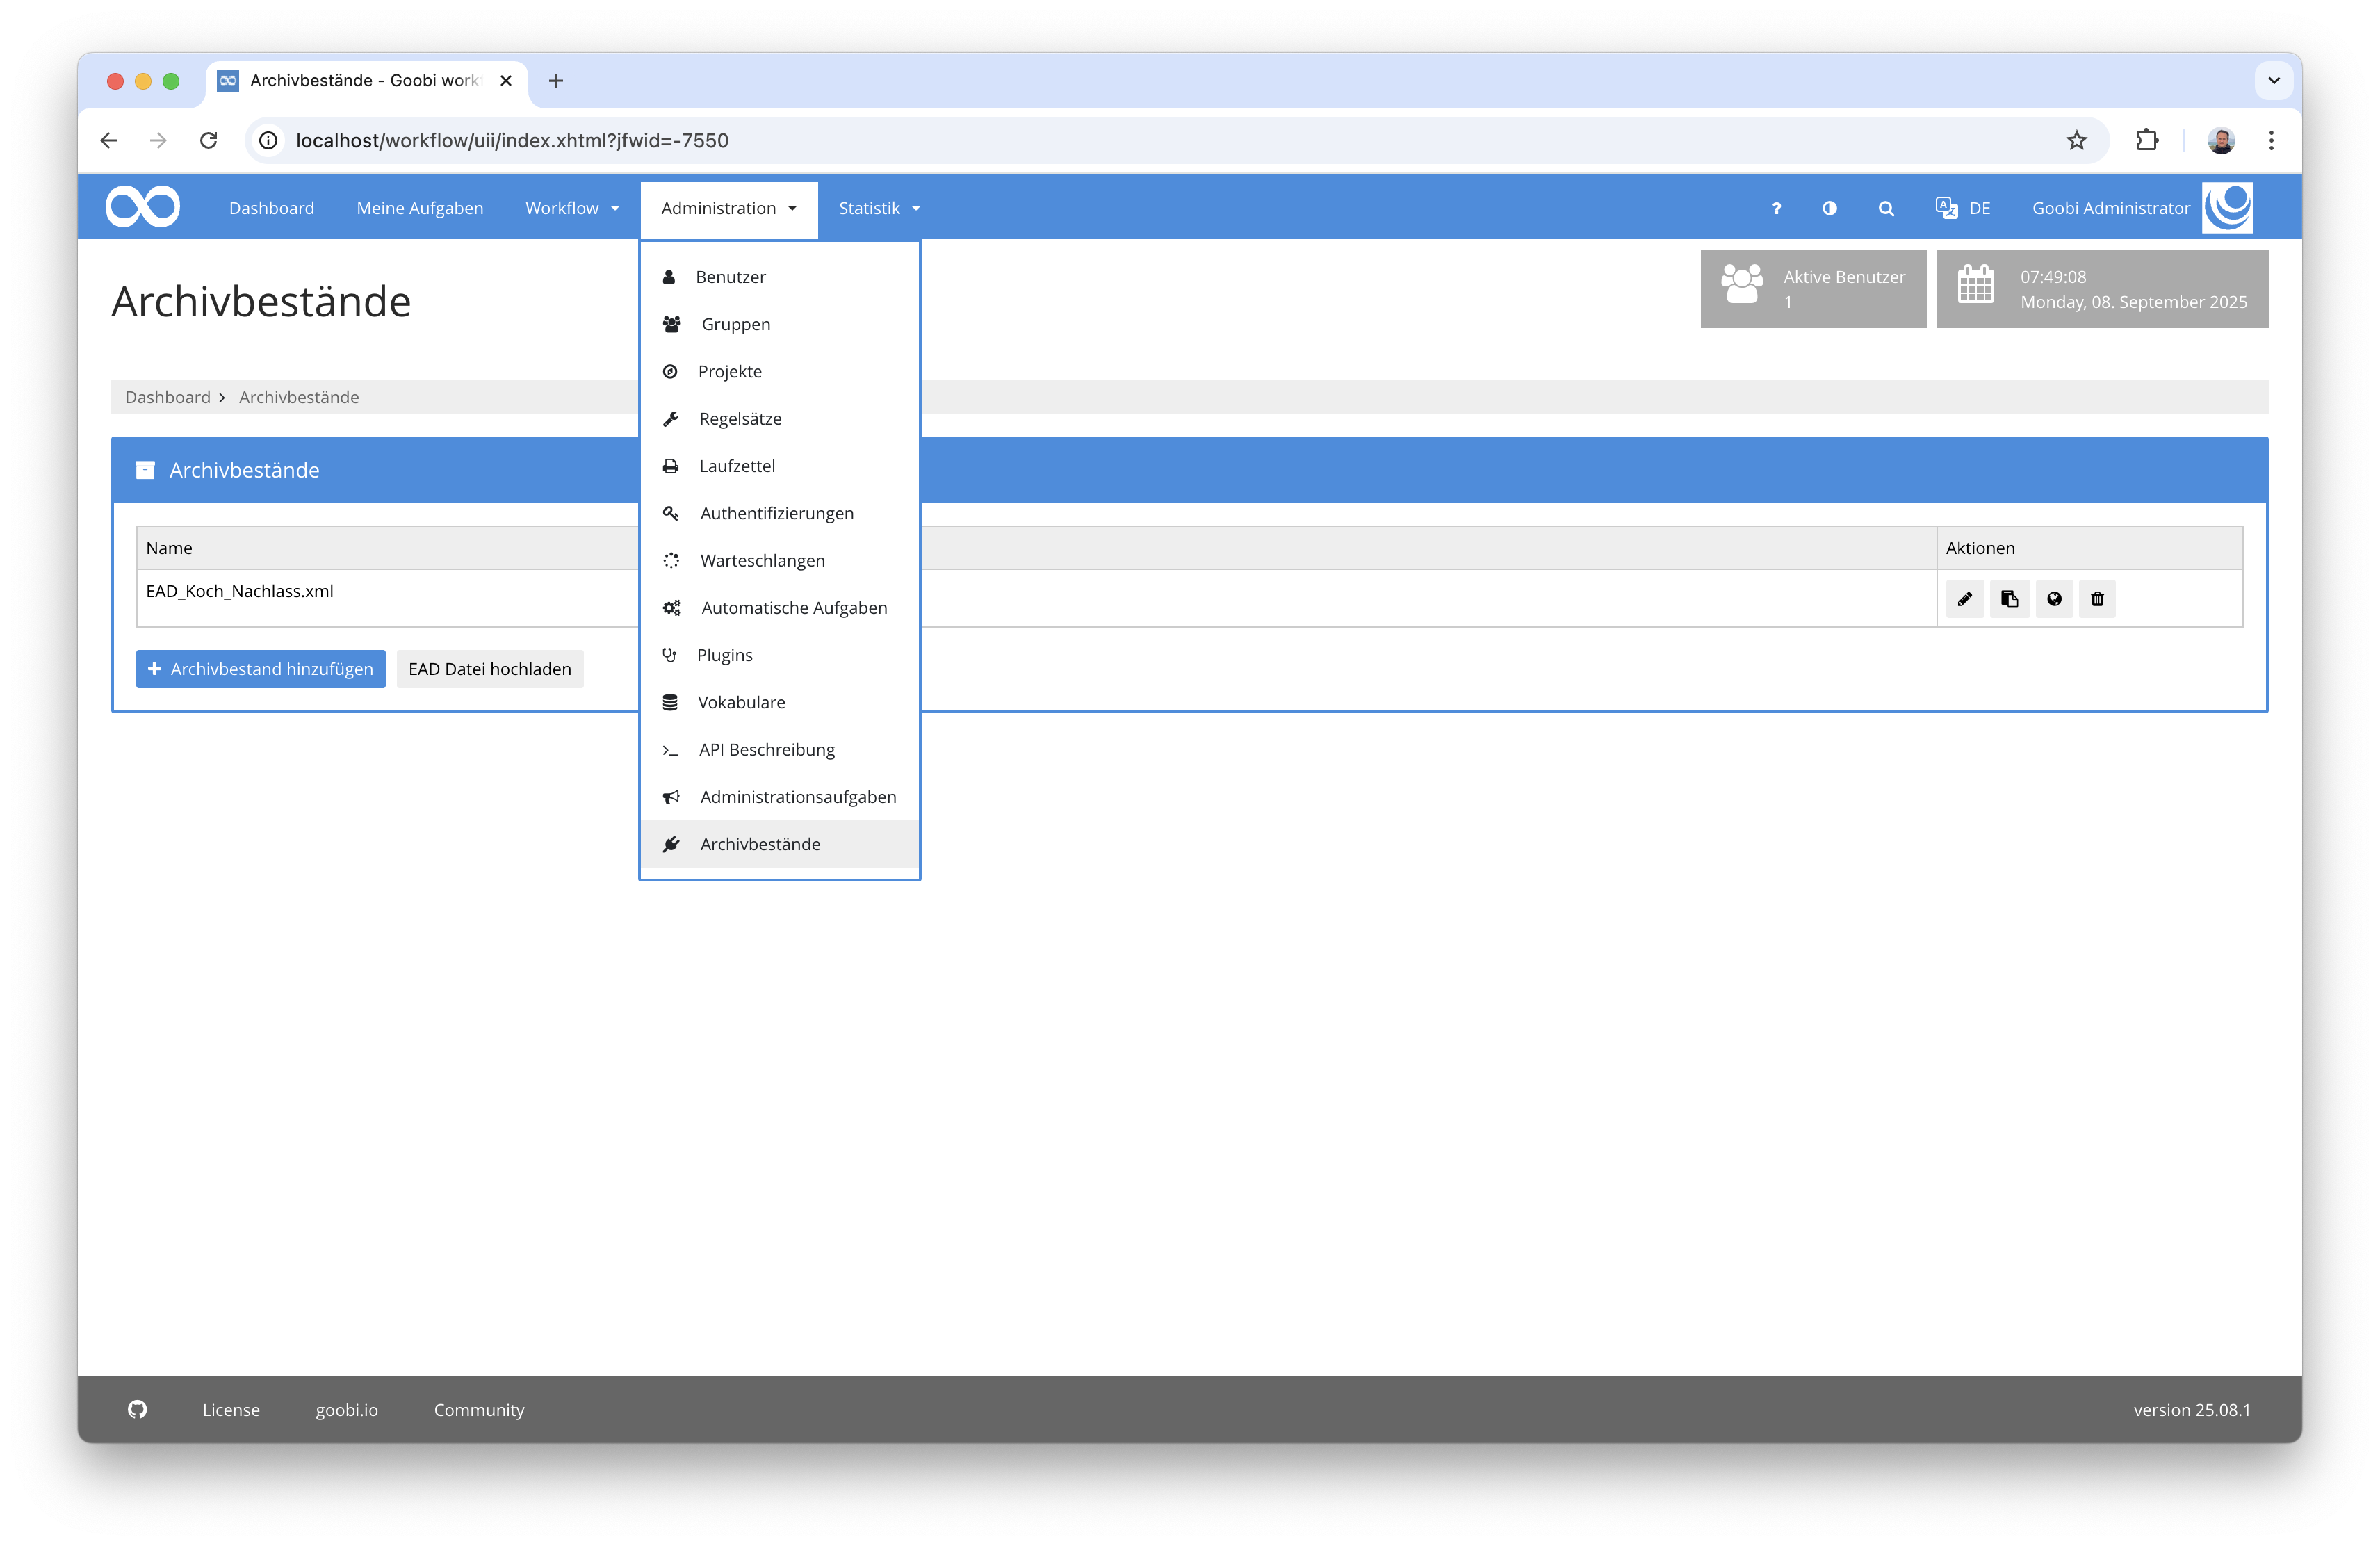 Archivbestände - Goobi work
localhost/workflow/uii/index.xhtml?jfwid=-7550
Dashboard
Meine Aufgaben
Workflow
Administration
Statistik
?
DE
Goobi Administrator
Archivbestände
Aktive Benutzer
1
07:49:08
Monday, 08. September 2025
Dashboard
Archivbestände
Archivbestände
Name
Aktionen
EAD_Koch_Nachlass.xml
Archivbestand hinzufügen
EAD Datei hochladen
Benutzer
Gruppen
Projekte
Regelsätze
Laufzettel
Authentifizierungen
Warteschlangen
Automatische Aufgaben
Plugins
Vokabulare
API Beschreibung
Administrationsaufgaben
Archivbestände
License
goobi.io
Community
version 25.08.1